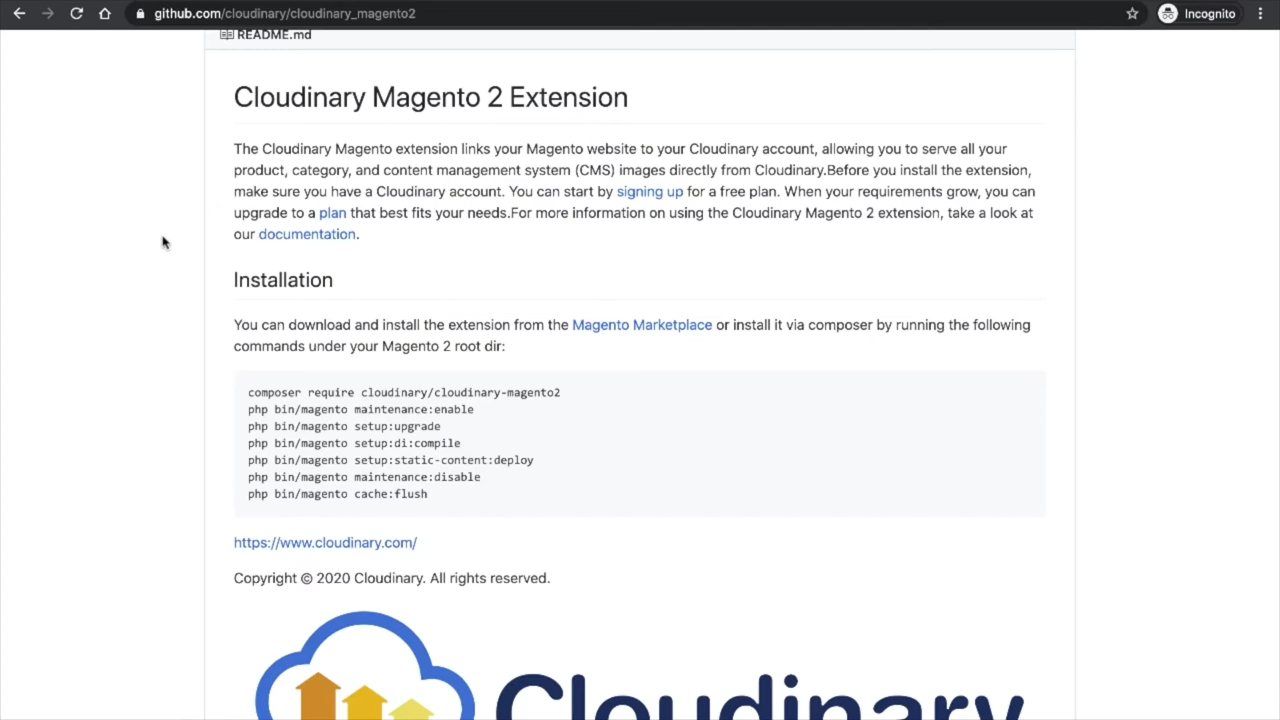 github.com/cloudinary/cloudinary_magento2
Incognito
README.md
Cloudinary Magento 2 Extension
The Cloudinary Magento extension links your Magento website to your Cloudinary account, allowing you to serve all your
product, category, and content management system (CMS) images directly from Cloudinary.Before you install the extension,
make sure you have a Cloudinary account. You can start by signing up for a free plan. When your requirements grow, you can
upgrade to a plan that best fits your needs.For more information on using the Cloudinary Magento 2 extension, take a look at
our documentation.
Installation
You can download and install the extension from the Magento Marketplace or install it via composer by running the following
commands under your Magento 2 root dir:
composer require cloudinary/cloudinary-magento2
php bin/magento maintenance:enable
php bin/magento setup:upgrade
php bin/magento setup:di:compile
php bin/magento setup:static-content:deploy
php bin/magento maintenance:disable
php bin/magento cache:flush
https://www.cloudinary.com/
Copyright © 2020 Cloudinary. All rights reserved.
Cloudinary